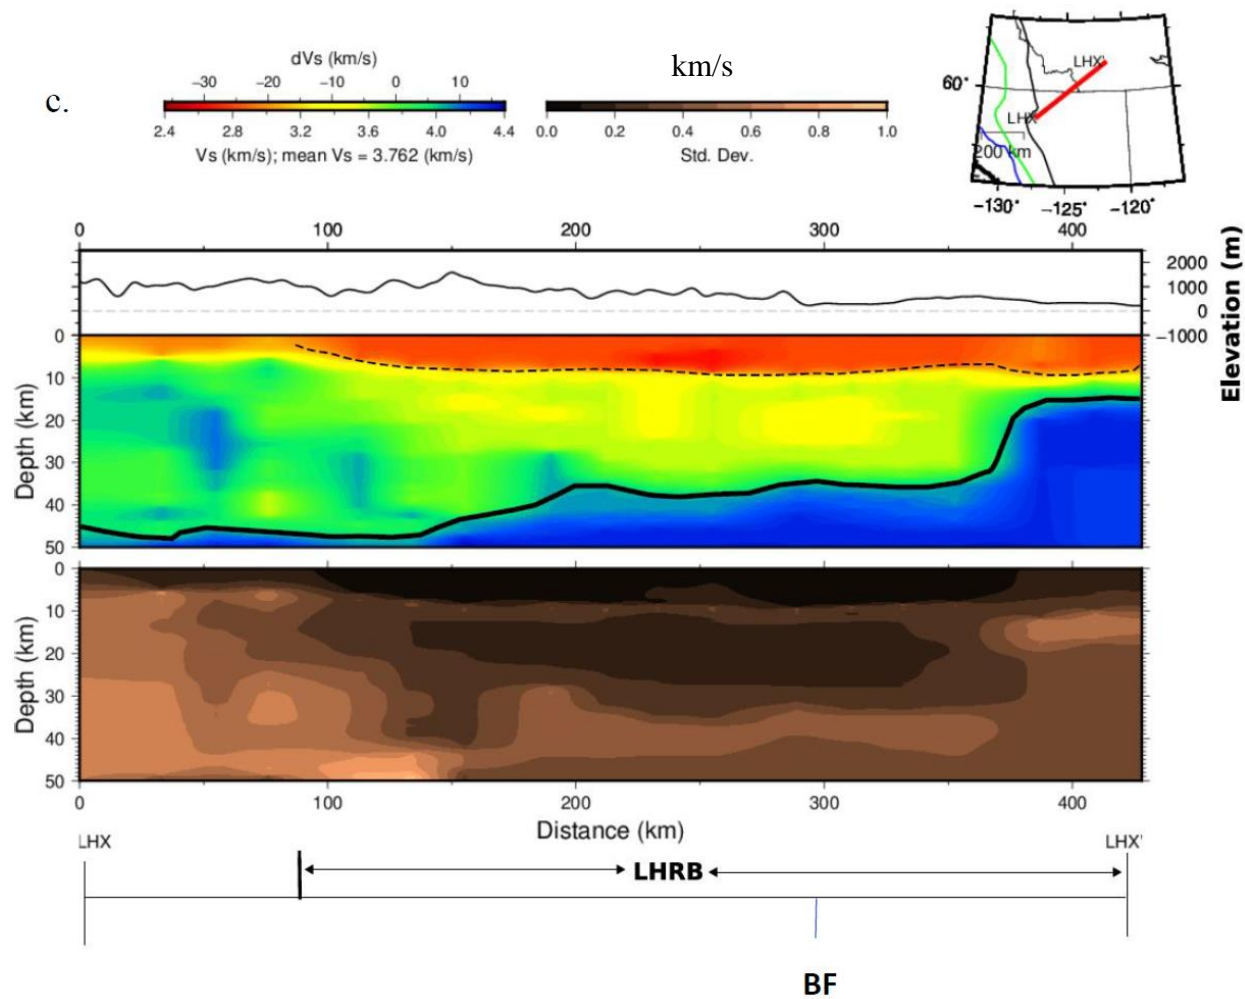 c.
dVs (km/s)
−30 −20 −10 0 10
2.4 2.8 3.2 3.6 4.0 4.4
Vs (km/s); mean Vs = 3.762 (km/s)
km/s
0.0 0.2 0.4 0.6 0.8 1.0
Std. Dev.
LHX'
60°
LHX
200 km
−130° −125° −120°
0 100 200 300 400
2000
1000
0
−1000
Elevation (m)
0
10
20
30
40
50
Depth (km)
0
10
20
30
40
50
Depth (km)
0 100 200 300 400
Distance (km)
LHX LHX'
LHRB
BF